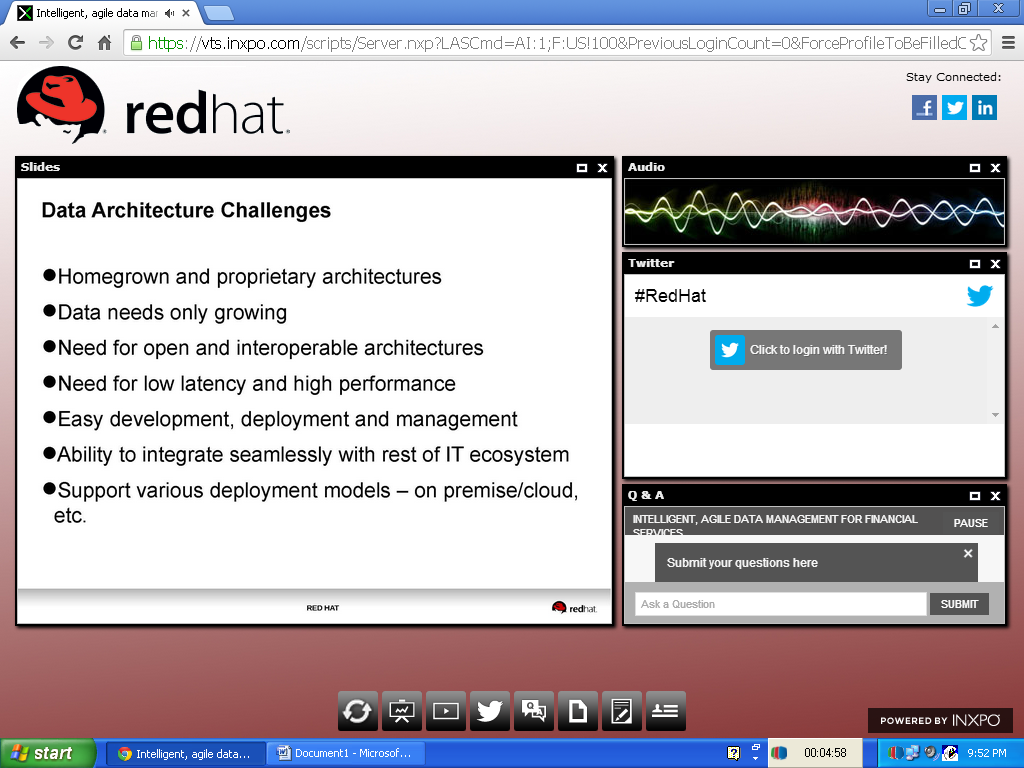 Intelligent, agile data ma
https://vts.inxpo.com/scripts/Server.nxp?LASCmd=AI:1;F:US!100&PreviousLoginCount=0&ForceProfileToBeFilledO
redhat.
Stay Connected:
Slides
Data Architecture Challenges
●Homegrown and proprietary architectures
●Data needs only growing
●Need for open and interoperable architectures
●Need for low latency and high performance
●Easy development, deployment and management
●Ability to integrate seamlessly with rest of IT ecosystem
●Support various deployment models – on premise/cloud,
etc.
RED HAT
redhat.
Audio
Twitter
#RedHat
Click to login with Twitter!
Q & A
INTELLIGENT, AGILE DATA MANAGEMENT FOR FINANCIAL
SERVICES
PAUSE
Submit your questions here
Ask a Question
SUBMIT
POWERED BY INXPO
start
Intelligent, agile data...
Document1 - Microsof...
00:04:58
9:52 PM